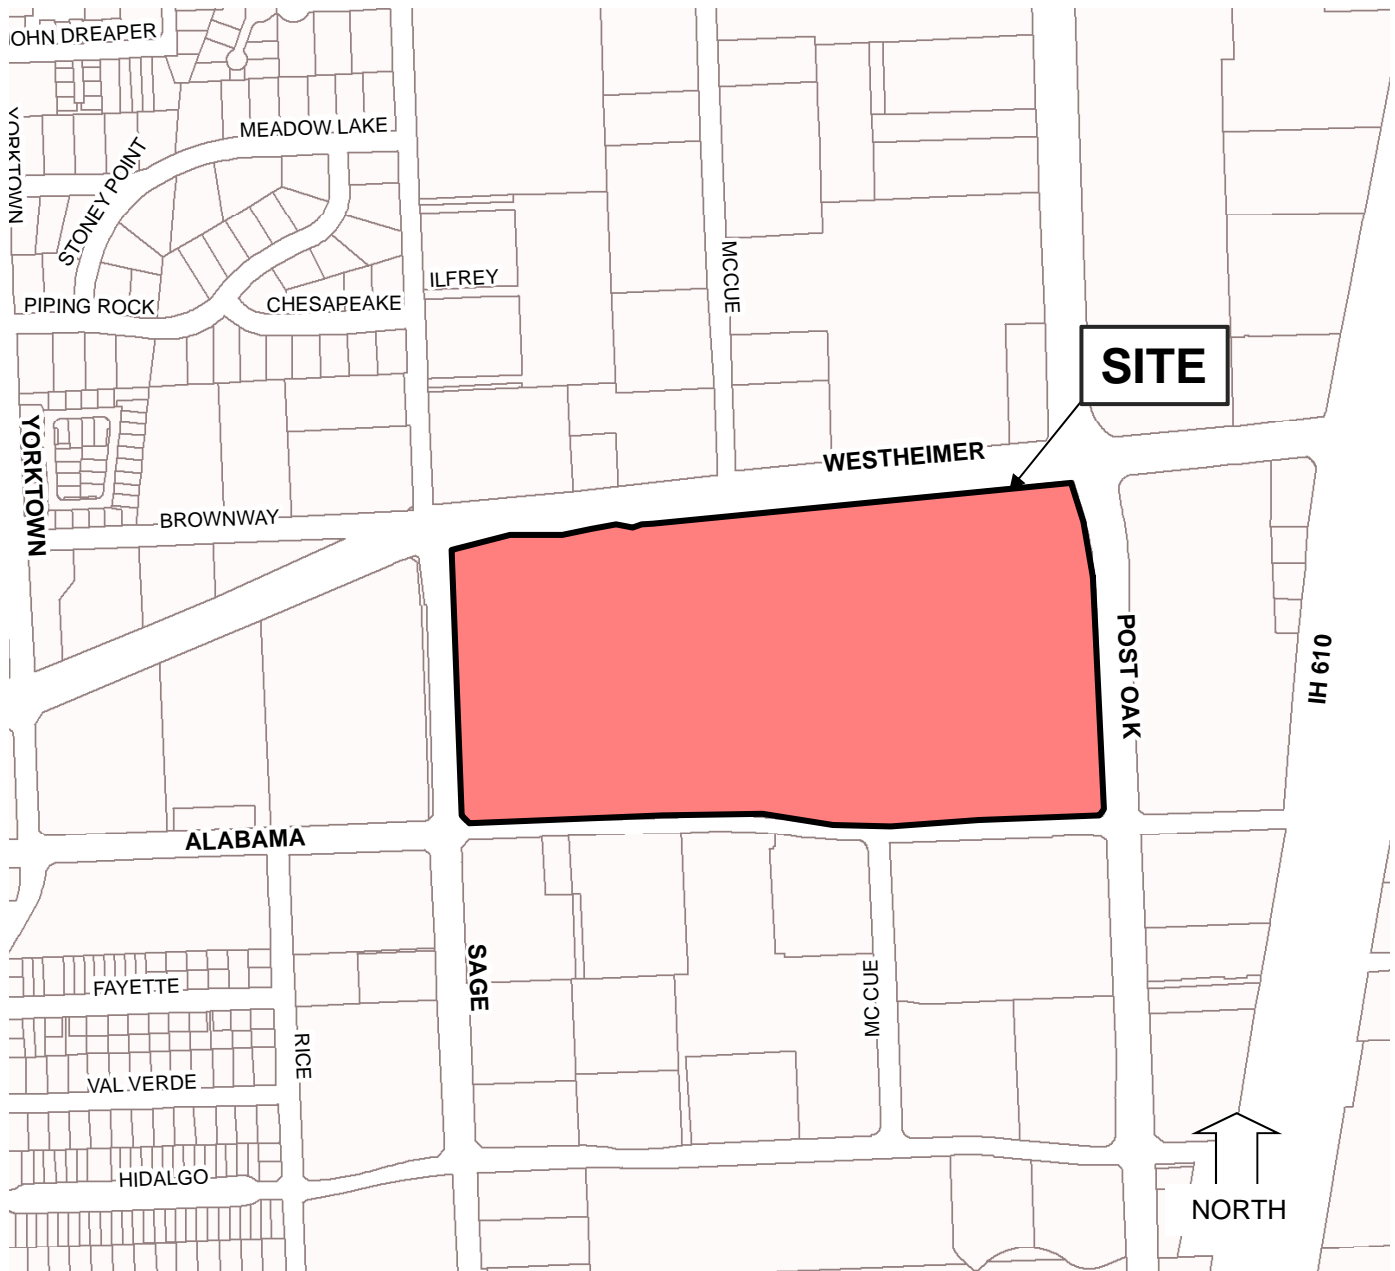 OHN DREAPER
MEADOW LAKE
YORKTOWN
STONEY POINT
MCCUE
ILFREY
PIPING ROCK
CHESAPEAKE
SITE
YORKTOWN
WESTHEIMER
BROWNWAY
POST OAK
IH 610
ALABAMA
SAGE
MC CUE
FAYETTE
RICE
VAL VERDE
HIDALGO
NORTH